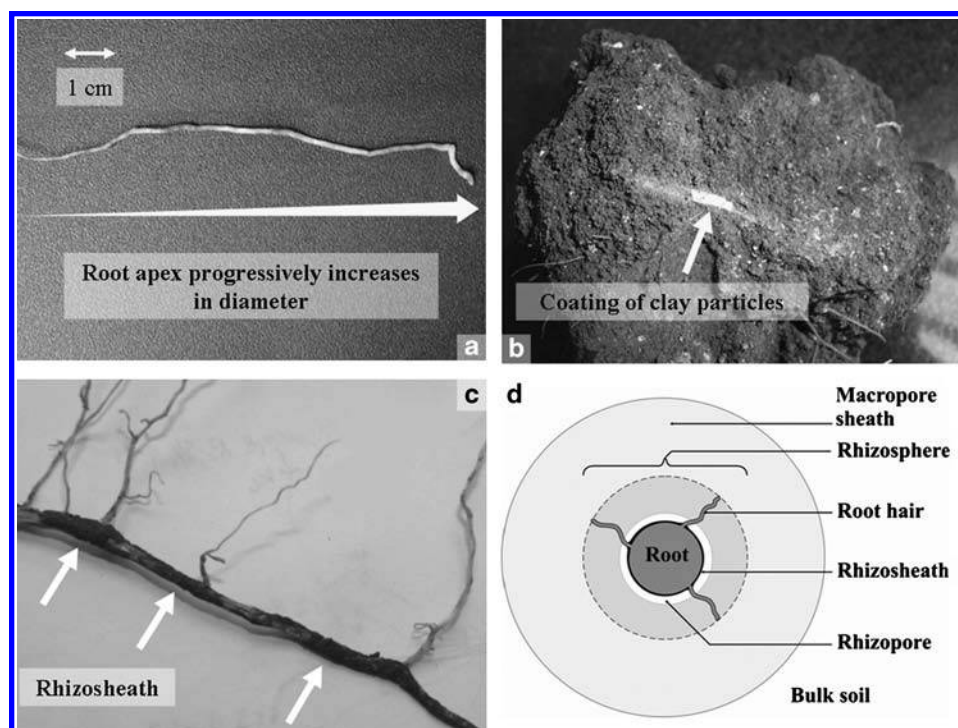 1 cm
Root apex progressively increases
in diameter
a
Coating of clay particles
b
c
Rhizosheath
d
Macropore
sheath
Rhizosphere
Root hair
Root
Rhizosheath
Rhizopore
Bulk soil